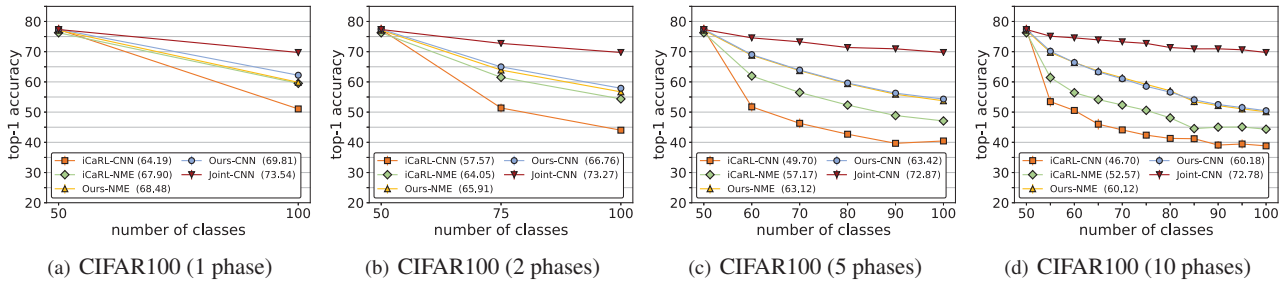 80
70
60
50
40
30
20
top-1 accuracy
iCaRL-CNN (64.19)
iCaRL-NME (67.90)
Ours-NME (68,48)
Ours-CNN (69.81)
Joint-CNN (73.54)
50 100
number of classes
(a) CIFAR100 (1 phase)
80
70
60
50
40
30
20
top-1 accuracy
iCaRL-CNN (57.57)
iCaRL-NME (64.05)
Ours-NME (65,91)
Ours-CNN (66.76)
Joint-CNN (73.27)
50 75 100
number of classes
(b) CIFAR100 (2 phases)
80
70
60
50
40
30
20
top-1 accuracy
iCaRL-CNN (49.70)
iCaRL-NME (57.17)
Ours-NME (63,12)
Ours-CNN (63.42)
Joint-CNN (72.87)
50 60 70 80 90 100
number of classes
(c) CIFAR100 (5 phases)
80
70
60
50
40
30
20
top-1 accuracy
iCaRL-CNN (46.70)
iCaRL-NME (52.57)
Ours-NME (60,12)
Ours-CNN (60.18)
Joint-CNN (72.78)
50 60 70 80 90 100
number of classes
(d) CIFAR100 (10 phases)